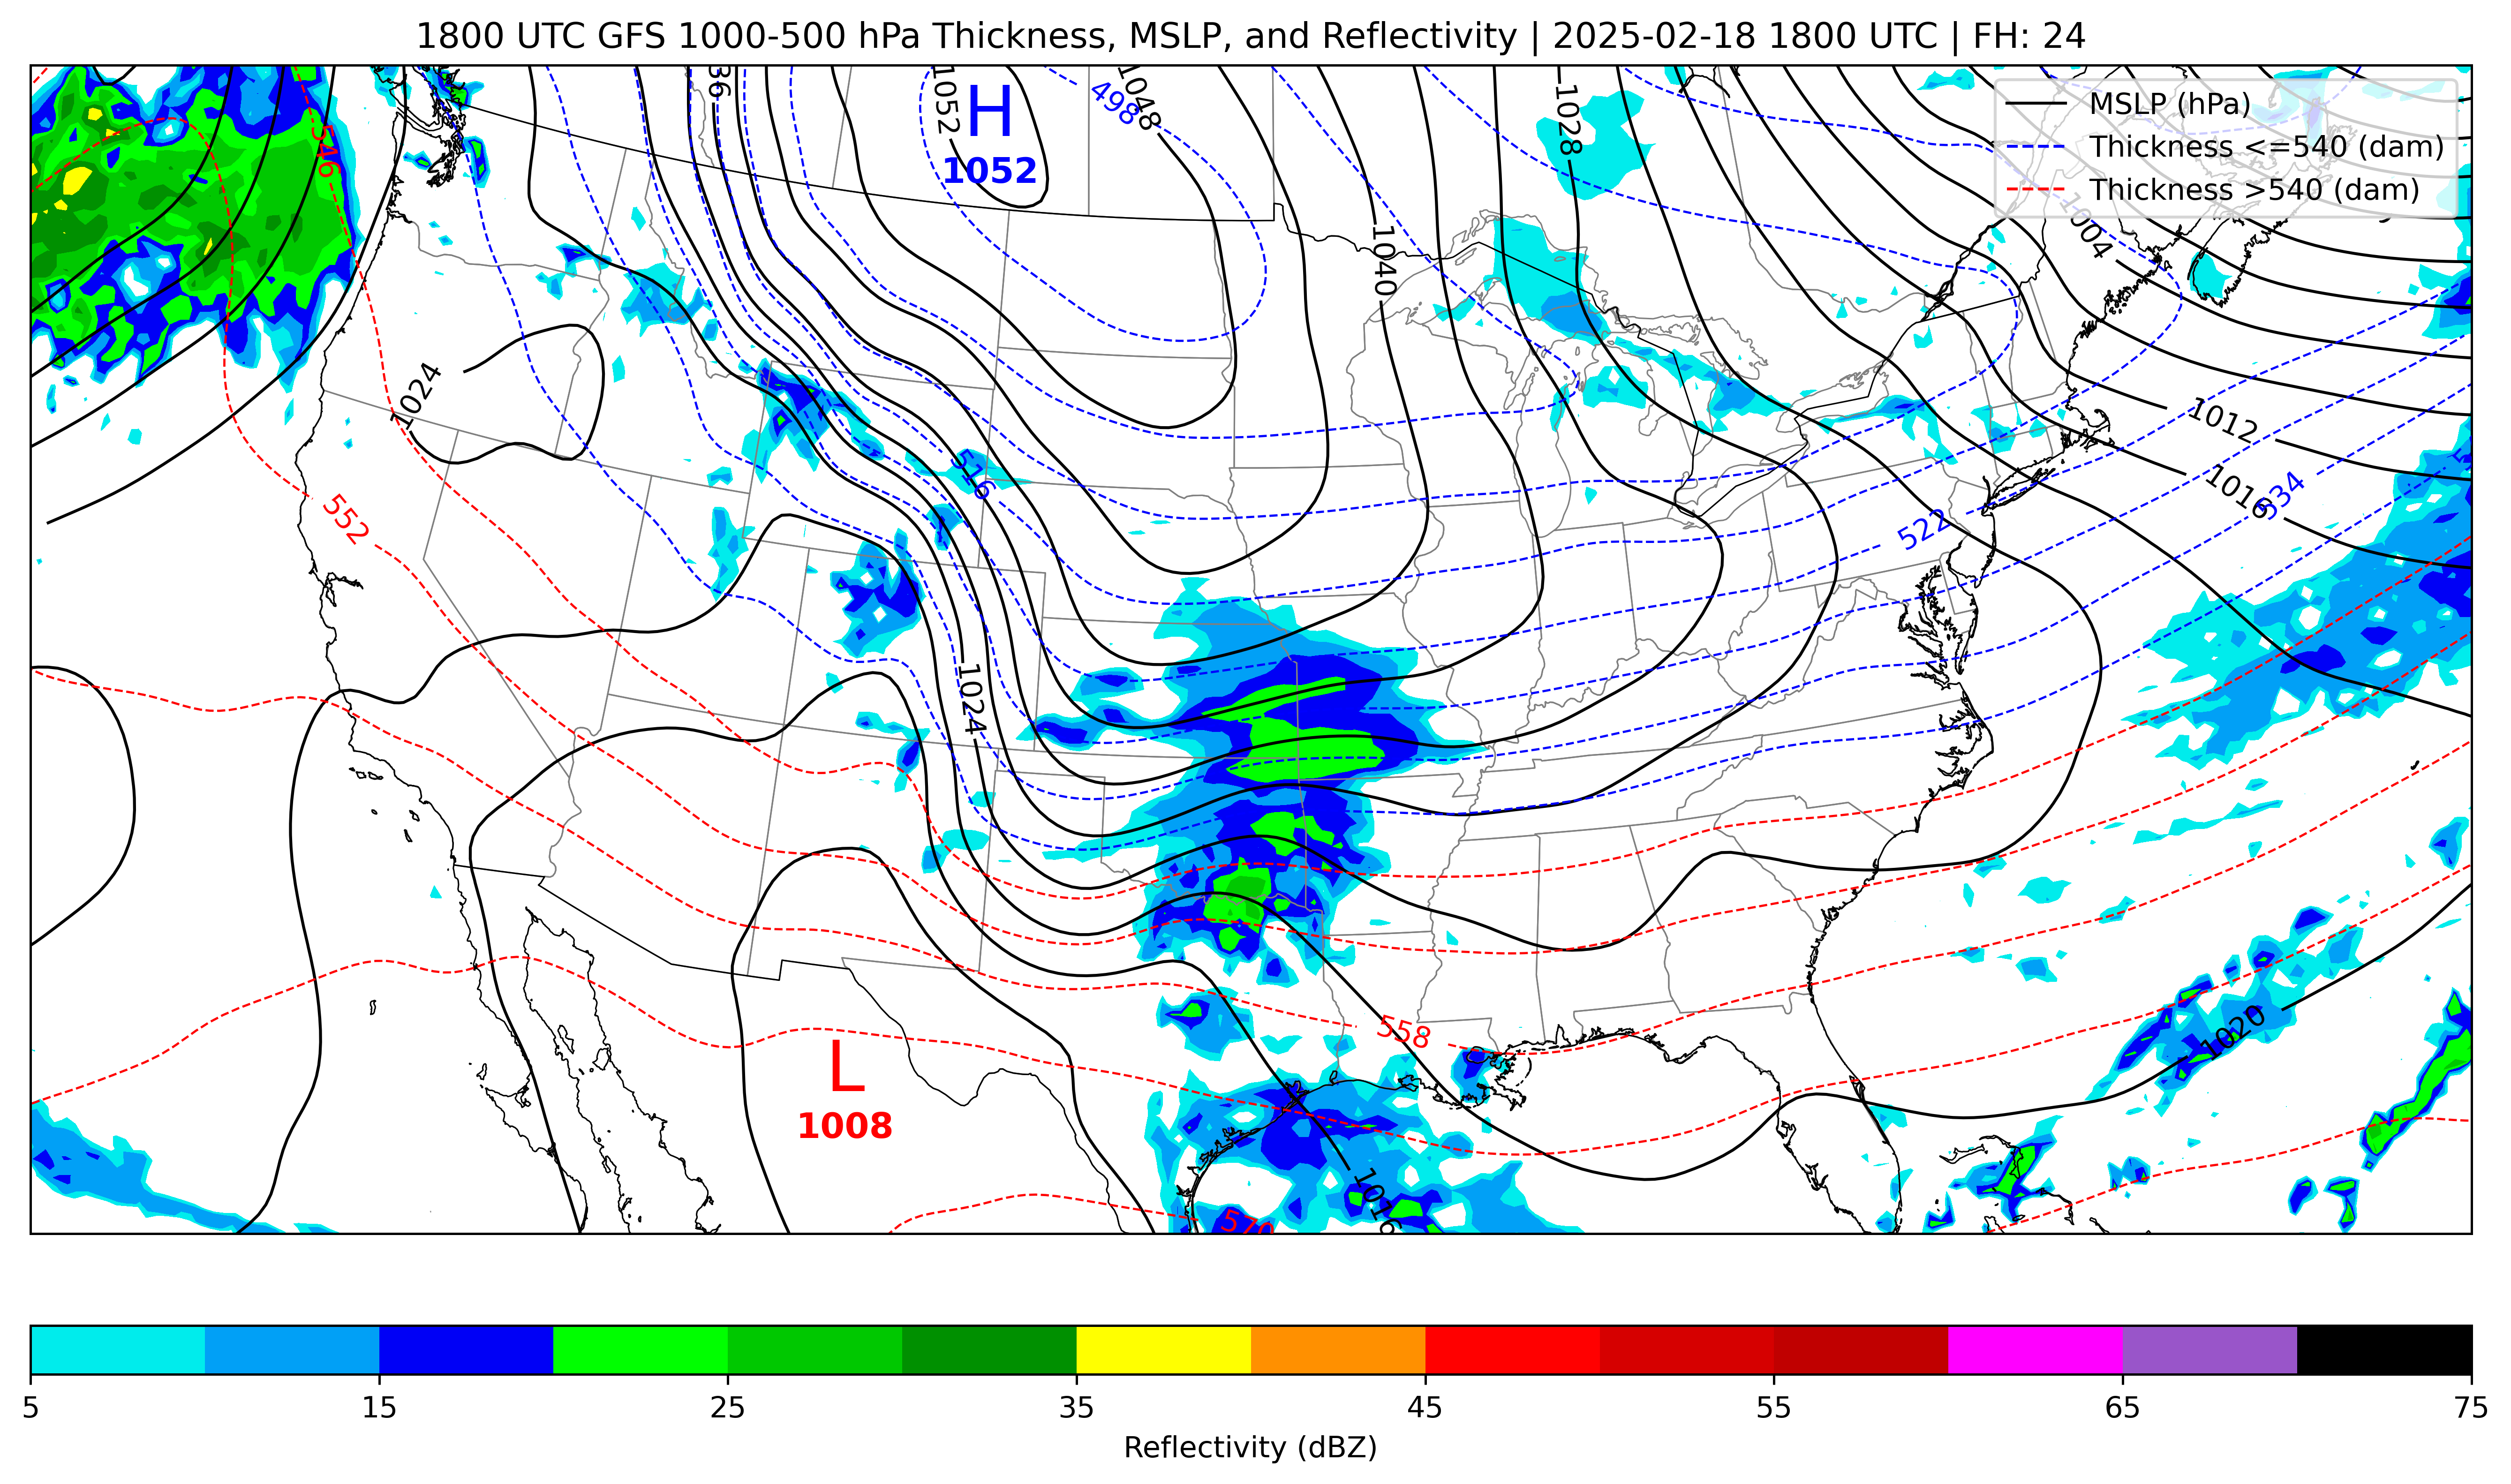 1800 UTC GFS 1000-500 hPa Thickness, MSLP, and Reflectivity | 2025-02-18 1800 UTC | FH: 24
MSLP (hPa)
Thickness <=540 (dam)
Thickness >540 (dam)
H
1052
1052
1048
498
1028
1040
1004
546
1024
552
516
1012
1016
534
522
1024
558
L
1008
1020
1016
570
5 15 25 35 45 55 65 75
Reflectivity (dBZ)